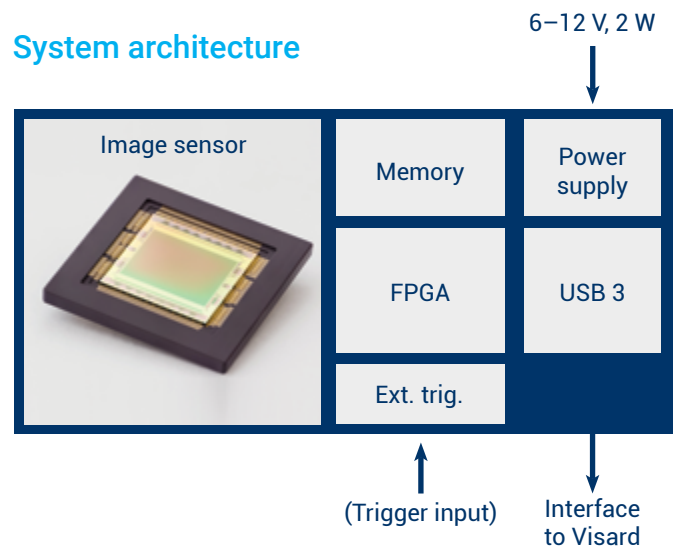 6–12 V, 2 W
System architecture
Image sensor
Memory
Power
supply
FPGA
USB 3
Ext. trig.
(Trigger input)
Interface
to Visard